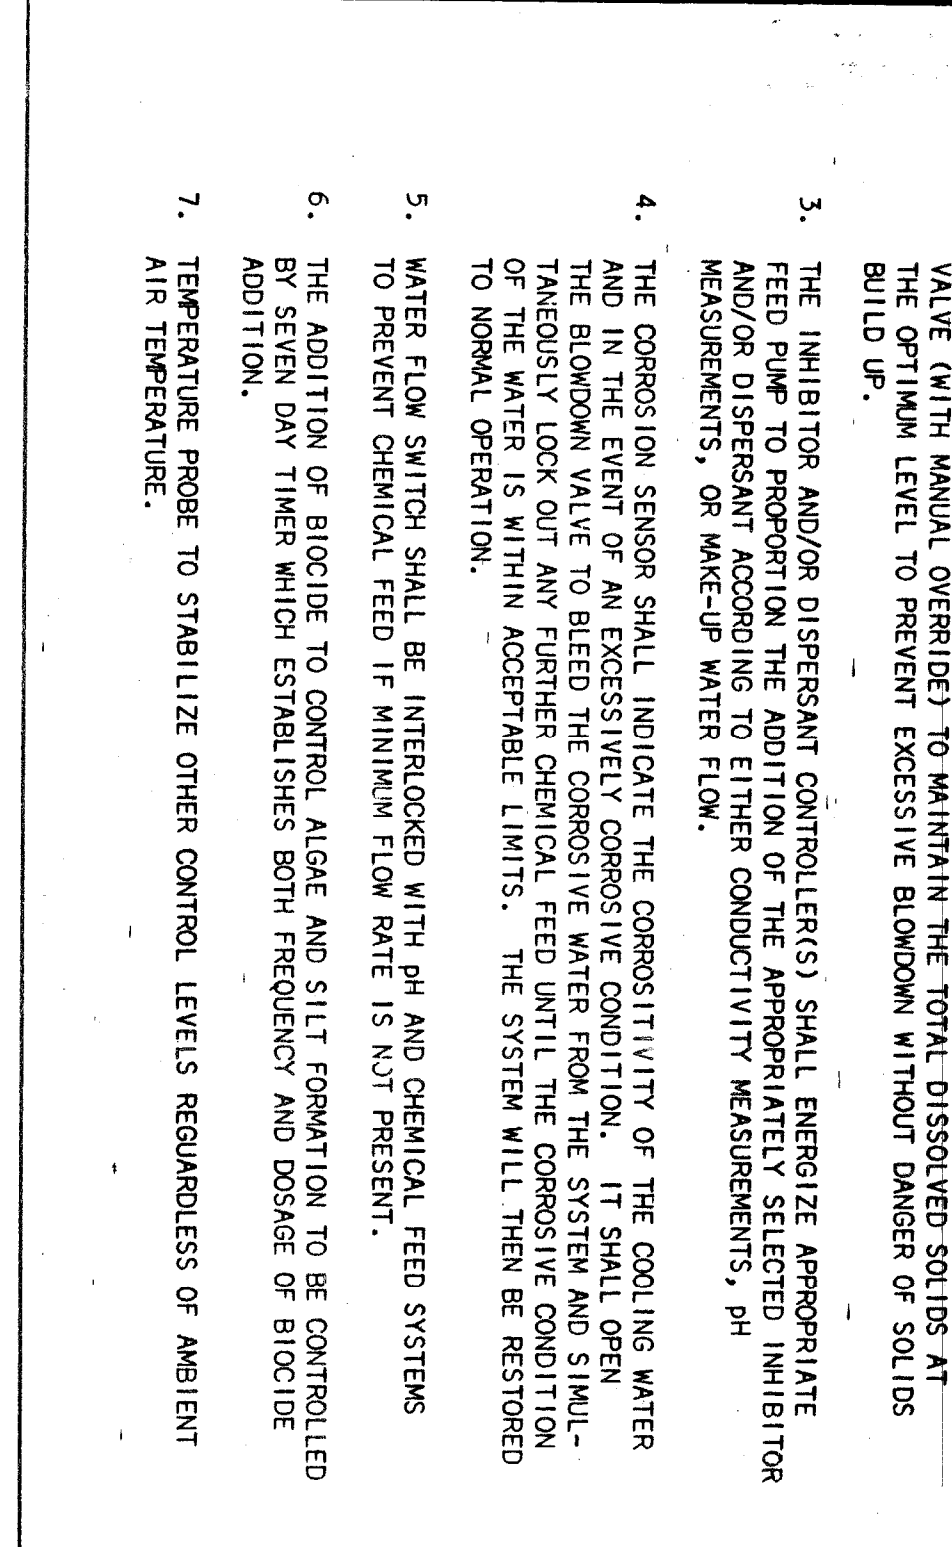 VALVE (WITH MANUAL OVERRIDE) TO MAINTAIN THE TOTAL DISSOLVED SOLIDS AT
THE OPTIMUM LEVEL TO PREVENT EXCESSIVE BLOWDOWN WITHOUT DANGER OF SOLIDS
BUILD UP.
3. THE INHIBITOR AND/OR DISPERSANT CONTROLLER(S) SHALL ENERGIZE APPROPRIATE
FEED PUMP TO PROPORTION THE ADDITION OF THE APPROPRIATELY SELECTED INHIBITOR
AND/OR DISPERSANT ACCORDING TO EITHER CONDUCTIVITY MEASUREMENTS, pH
MEASUREMENTS, OR MAKE-UP WATER FLOW.
4. THE CORROSION SENSOR SHALL INDICATE THE CORROSITIVITY OF THE COOLING WATER
AND IN THE EVENT OF AN EXCESSIVELY CORROSIVE CONDITION. IT SHALL OPEN
THE BLOWDOWN VALVE TO BLEED THE CORROSIVE WATER FROM THE SYSTEM AND SIMUL-
TANEOUSLY LOCK OUT ANY FURTHER CHEMICAL FEED UNTIL THE CORROSIVE CONDITION
OF THE WATER IS WITHIN ACCEPTABLE LIMITS. THE SYSTEM WILL THEN BE RESTORED
TO NORMAL OPERATION.
5. WATER FLOW SWITCH SHALL BE INTERLOCKED WITH pH AND CHEMICAL FEED SYSTEMS
TO PREVENT CHEMICAL FEED IF MINIMUM FLOW RATE IS NOT PRESENT.
6. THE ADDITION OF BIOCIDE TO CONTROL ALGAE AND SILT FORMATION TO BE CONTROLLED
BY SEVEN DAY TIMER WHICH ESTABLISHES BOTH FREQUENCY AND DOSAGE OF BIOCIDE
ADDITION.
7. TEMPERATURE PROBE TO STABILIZE OTHER CONTROL LEVELS REGUARDLESS OF AMBIENT
AIR TEMPERATURE.